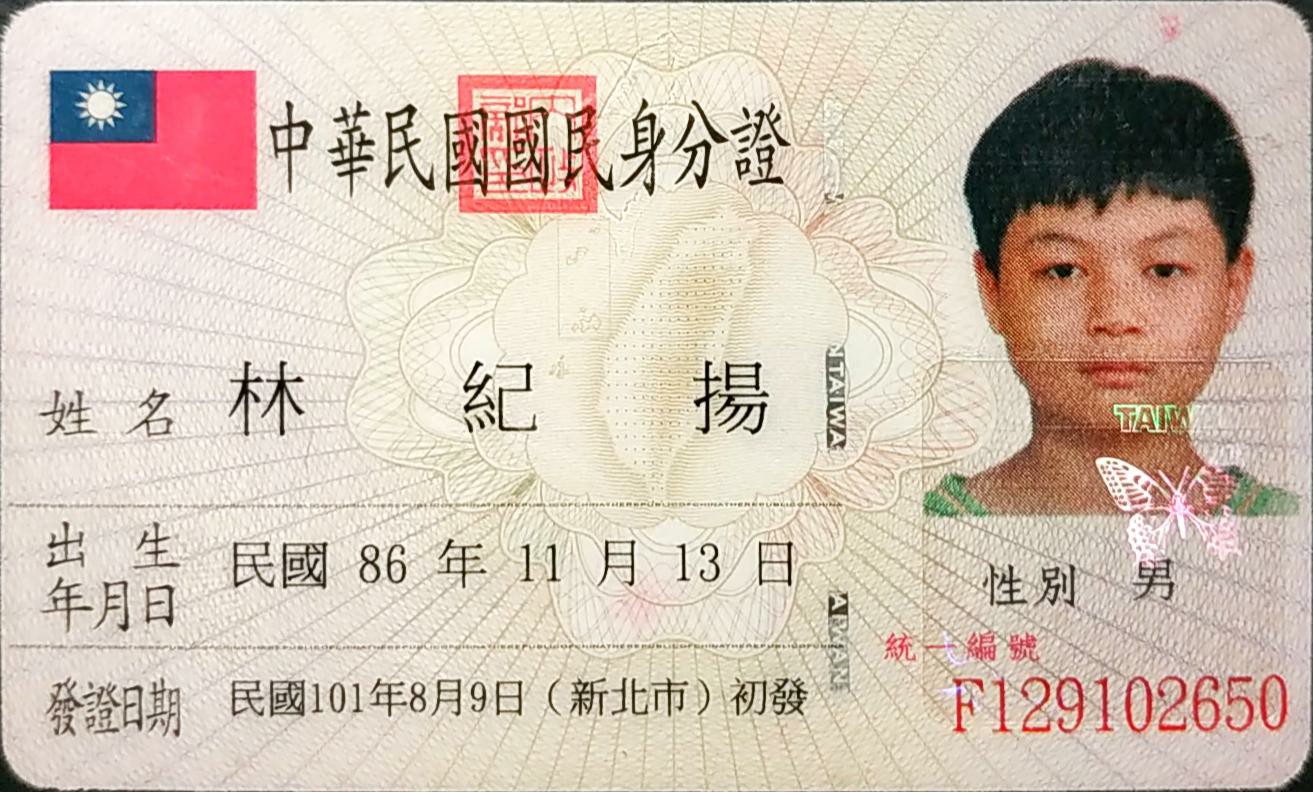 中華民國國民身分證
姓名 林紀揚
出生年月日 民國 86 年 11 月 13 日
性別 男
發證日期 民國101年8月9日（新北市）初發
統一編號
F129102650
TAIW
N TAIWA
AIWAN